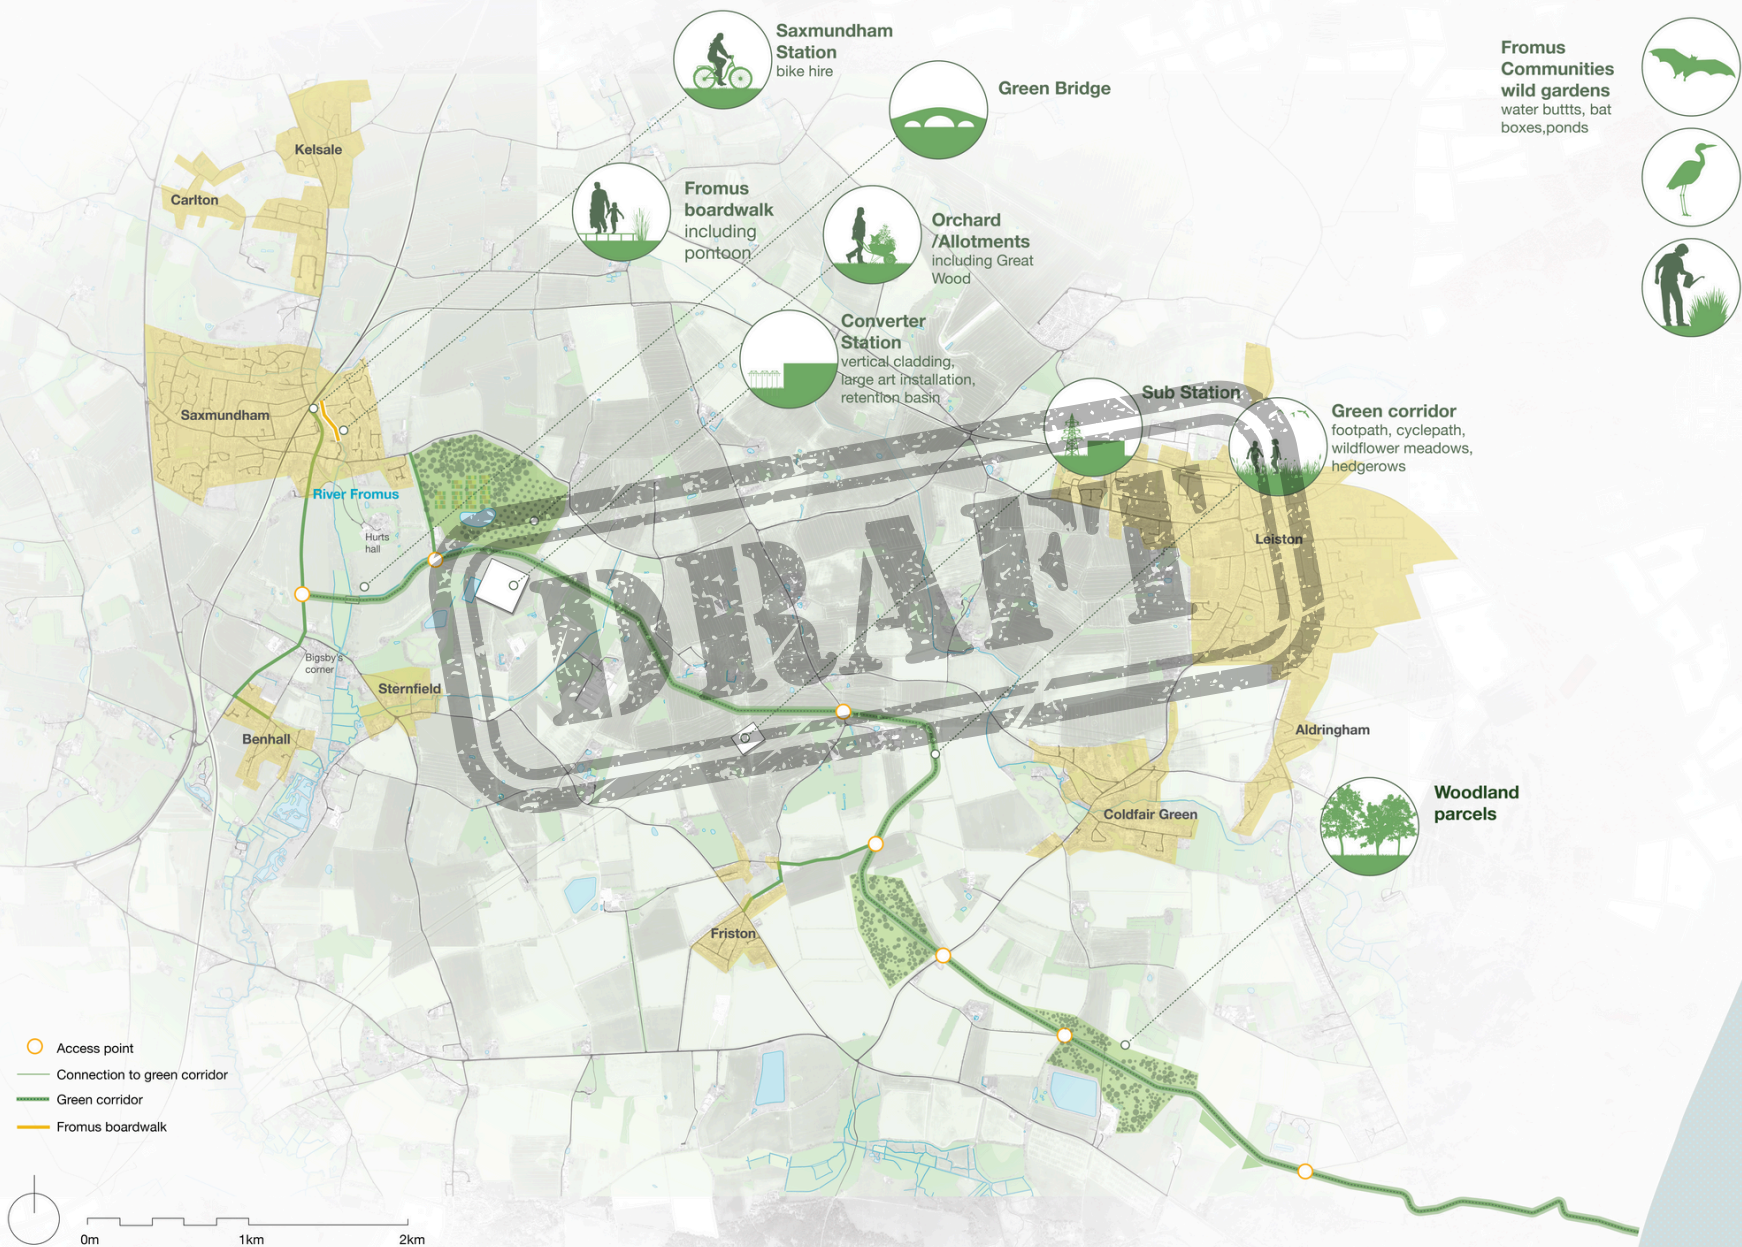 Saxmundham
Station
bike hire
Green Bridge
Fromus
Communities
wild gardens
water buttts, bat
boxes,ponds
Kelsale
Carlton
Fromus
boardwalk
including
pontoon
Orchard
/Allotments
including Great
Wood
Converter
Station
vertical cladding,
large art installation,
retention basin
Sub Station
Green corridor
footpath, cyclepath,
wildflower meadows,
hedgerows
Saxmundham
River Fromus
Hurts
hall
DRAFT
Leiston
Bigsby's
corner
Sternfield
Benhall
Aldringham
Coldfair Green
Woodland
parcels
Friston
Access point
Connection to green corridor
Green corridor
Fromus boardwalk
0m
1km
2km